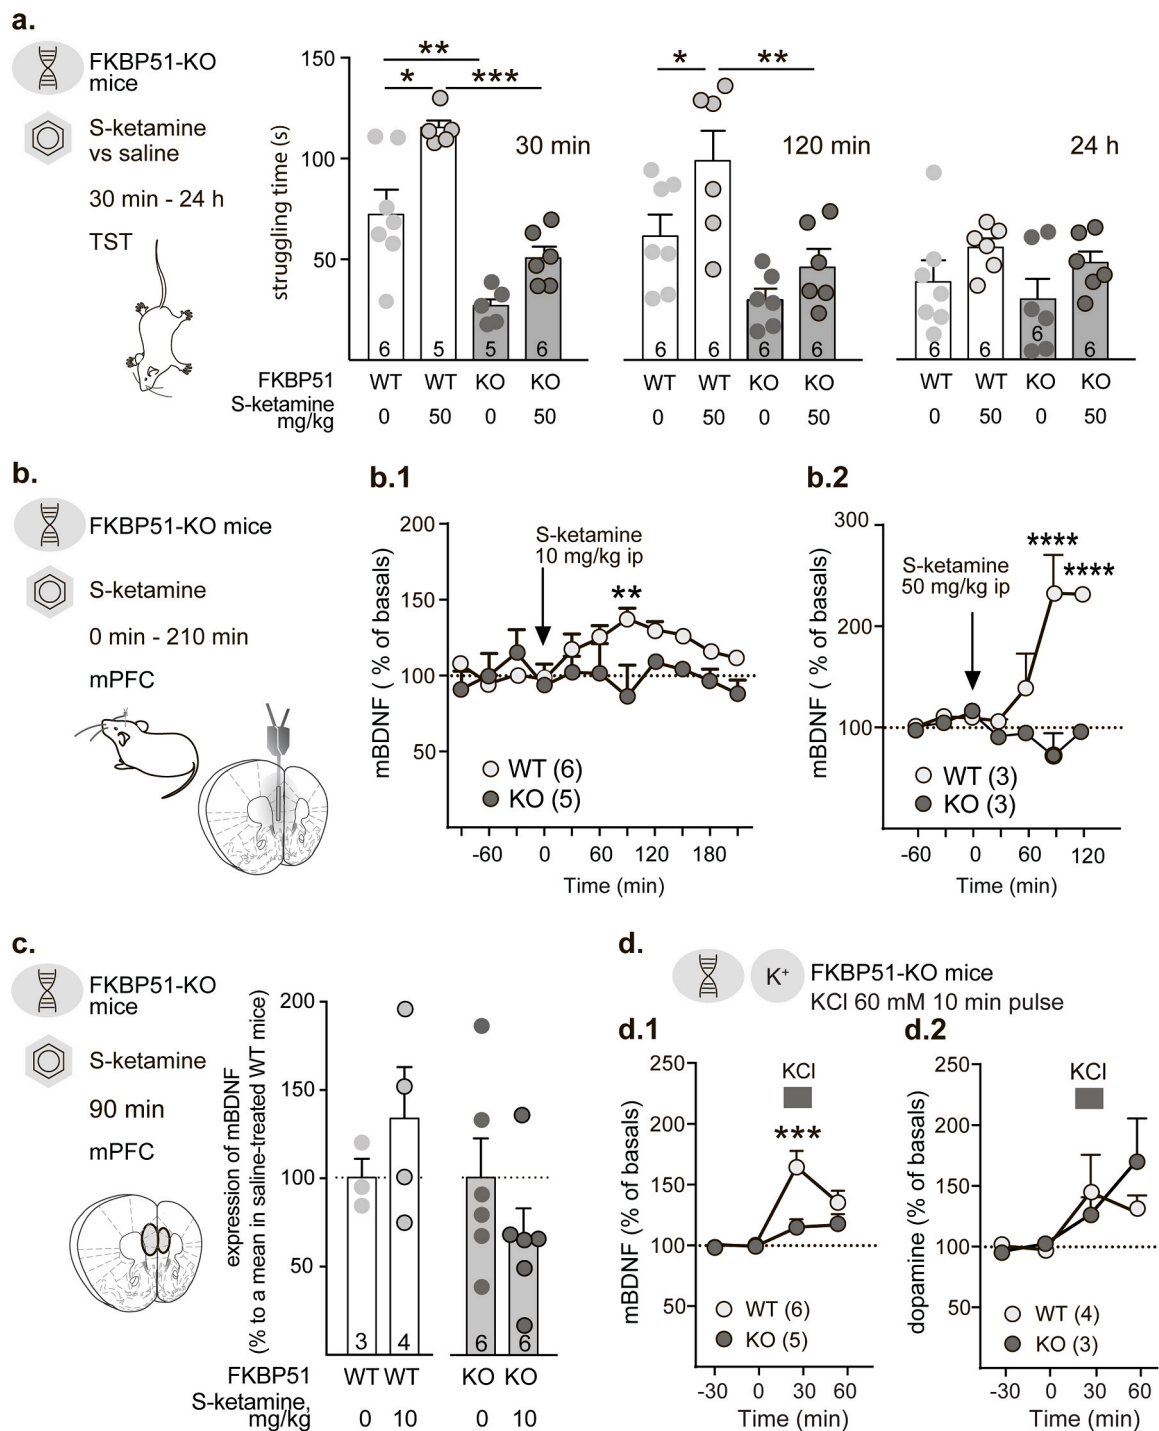 a.
FKBP51-KO
mice
S-ketamine
vs saline
30 min - 24 h
TST
struggling time (s)
150
100
50
**
*
***
30 min
6
5
5
6
*
**
120 min
6
6
6
6
24 h
6
6
6
6
FKBP51
WT
WT
KO
KO
WT
WT
KO
KO
WT
WT
KO
KO
S-ketamine
mg/kg
0
50
0
50
0
50
0
50
0
50
0
50
b.
FKBP51-KO mice
S-ketamine
0 min - 210 min
mPFC
b.1
mBDNF ( % of basals)
200
150
100
50
S-ketamine
10 mg/kg ip
**
WT (6)
KO (5)
-60
0
60
120
180
Time (min)
b.2
mBDNF ( % of basals)
300
200
100
S-ketamine
50 mg/kg ip
****
****
WT (3)
KO (3)
-60
0
60
120
Time (min)
c.
FKBP51-KO
mice
S-ketamine
90 min
mPFC
expression of mBDNF
(% to a mean in saline-treated WT mice)
200
150
100
50
3
4
6
6
FKBP51
WT
WT
KO
KO
S-ketamine,
mg/kg
0
10
0
10
d.
K+
FKBP51-KO mice
KCl 60 mM 10 min pulse
d.1
mBDNF (% of basals)
250
200
150
100
50
KCl
***
WT (6)
KO (5)
-30
0
30
60
Time (min)
d.2
dopamine (% of basals)
250
200
150
100
50
KCl
WT (4)
KO (3)
-30
0
30
60
Time (min)